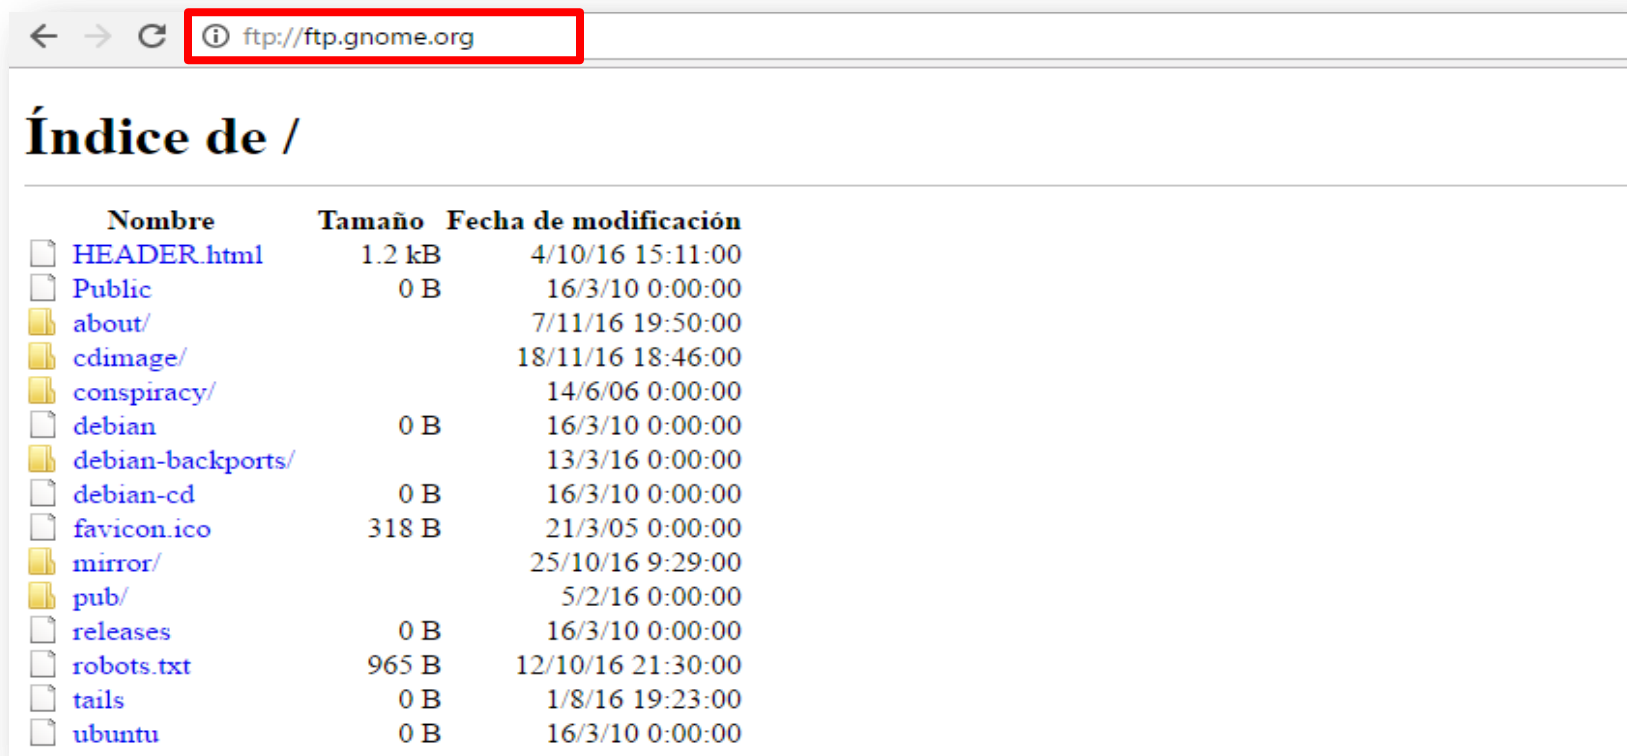 ftp://ftp.gnome.org
Índice de /
Nombre Tamaño Fecha de modificación
HEADER.html 1.2 kB 4/10/16 15:11:00
Public 0 B 16/3/10 0:00:00
about/ 7/11/16 19:50:00
cdimage/ 18/11/16 18:46:00
conspiracy/ 14/6/06 0:00:00
debian 0 B 16/3/10 0:00:00
debian-backports/ 13/3/16 0:00:00
debian-cd 0 B 16/3/10 0:00:00
favicon.ico 318 B 21/3/05 0:00:00
mirror/ 25/10/16 9:29:00
pub/ 5/2/16 0:00:00
releases 0 B 16/3/10 0:00:00
robots.txt 965 B 12/10/16 21:30:00
tails 0 B 1/8/16 19:23:00
ubuntu 0 B 16/3/10 0:00:00